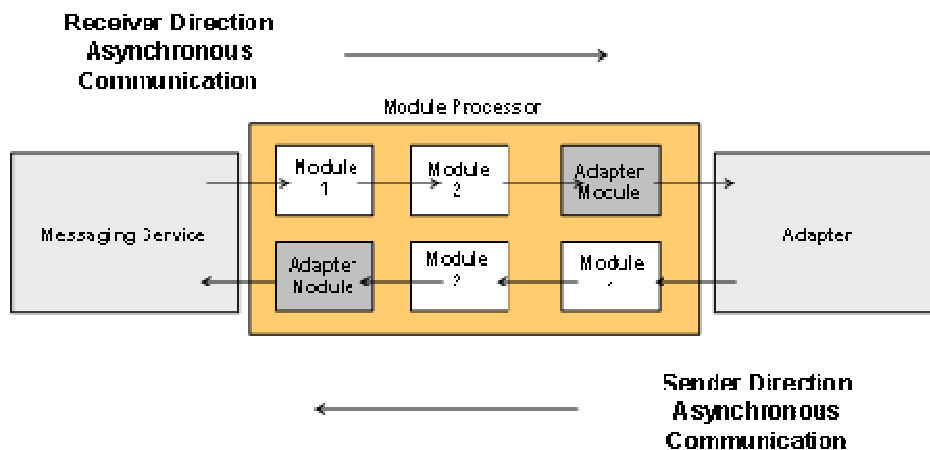 Receiver Direction
Asynchronous
Communication
Module Processor
Module
1
Module
2
Adapter
Module
Messaging Service
Adapter
Adapter
Module
Module
Module
Sender Direction
Asynchronous
Communication